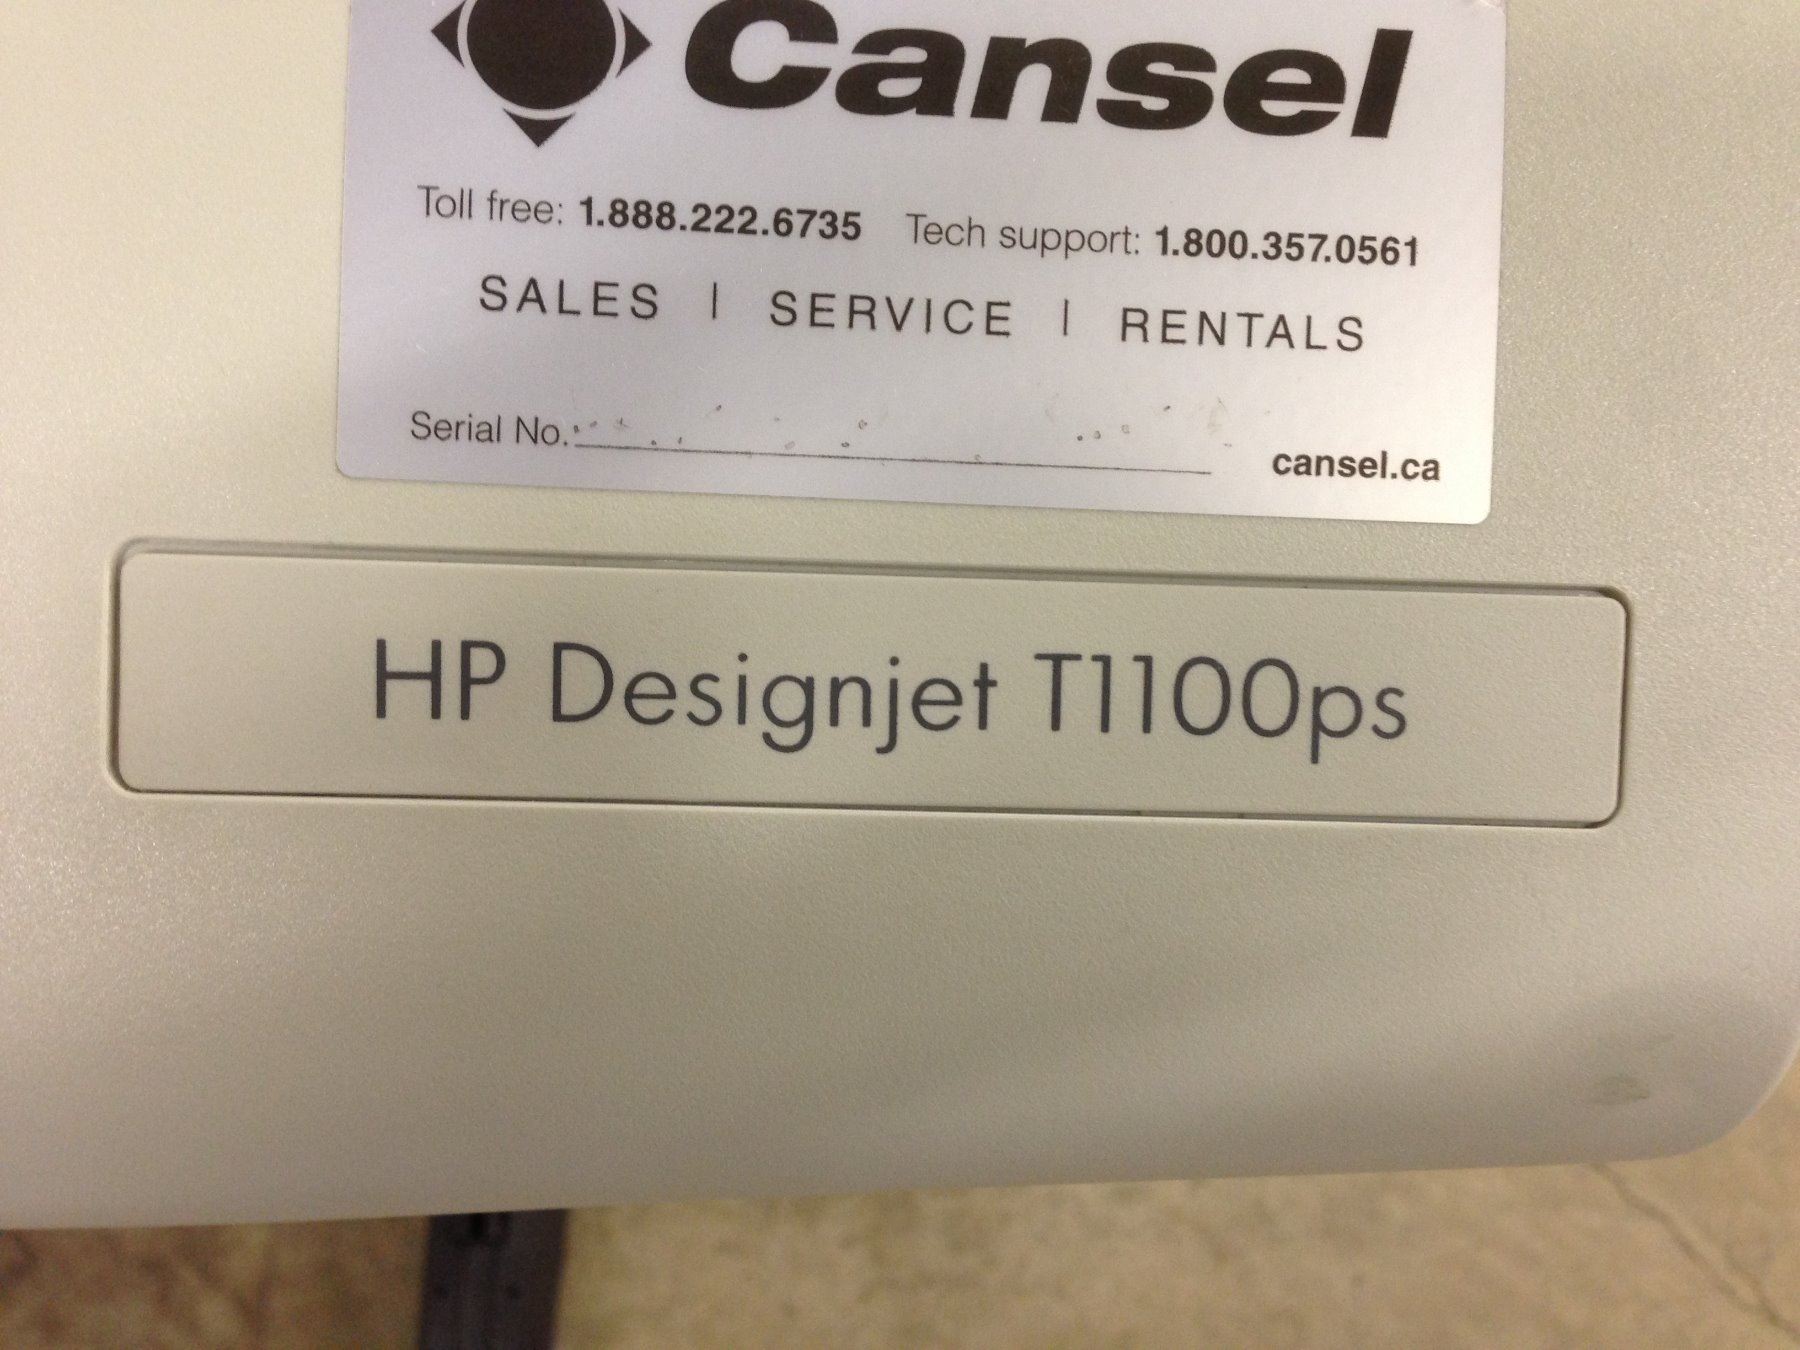 Cansel
Toll free: 1.888.222.6735 Tech support: 1.800.357.0561
SALES | SERVICE | RENTALS
Serial No.
cansel.ca
HP Designjet T1100ps